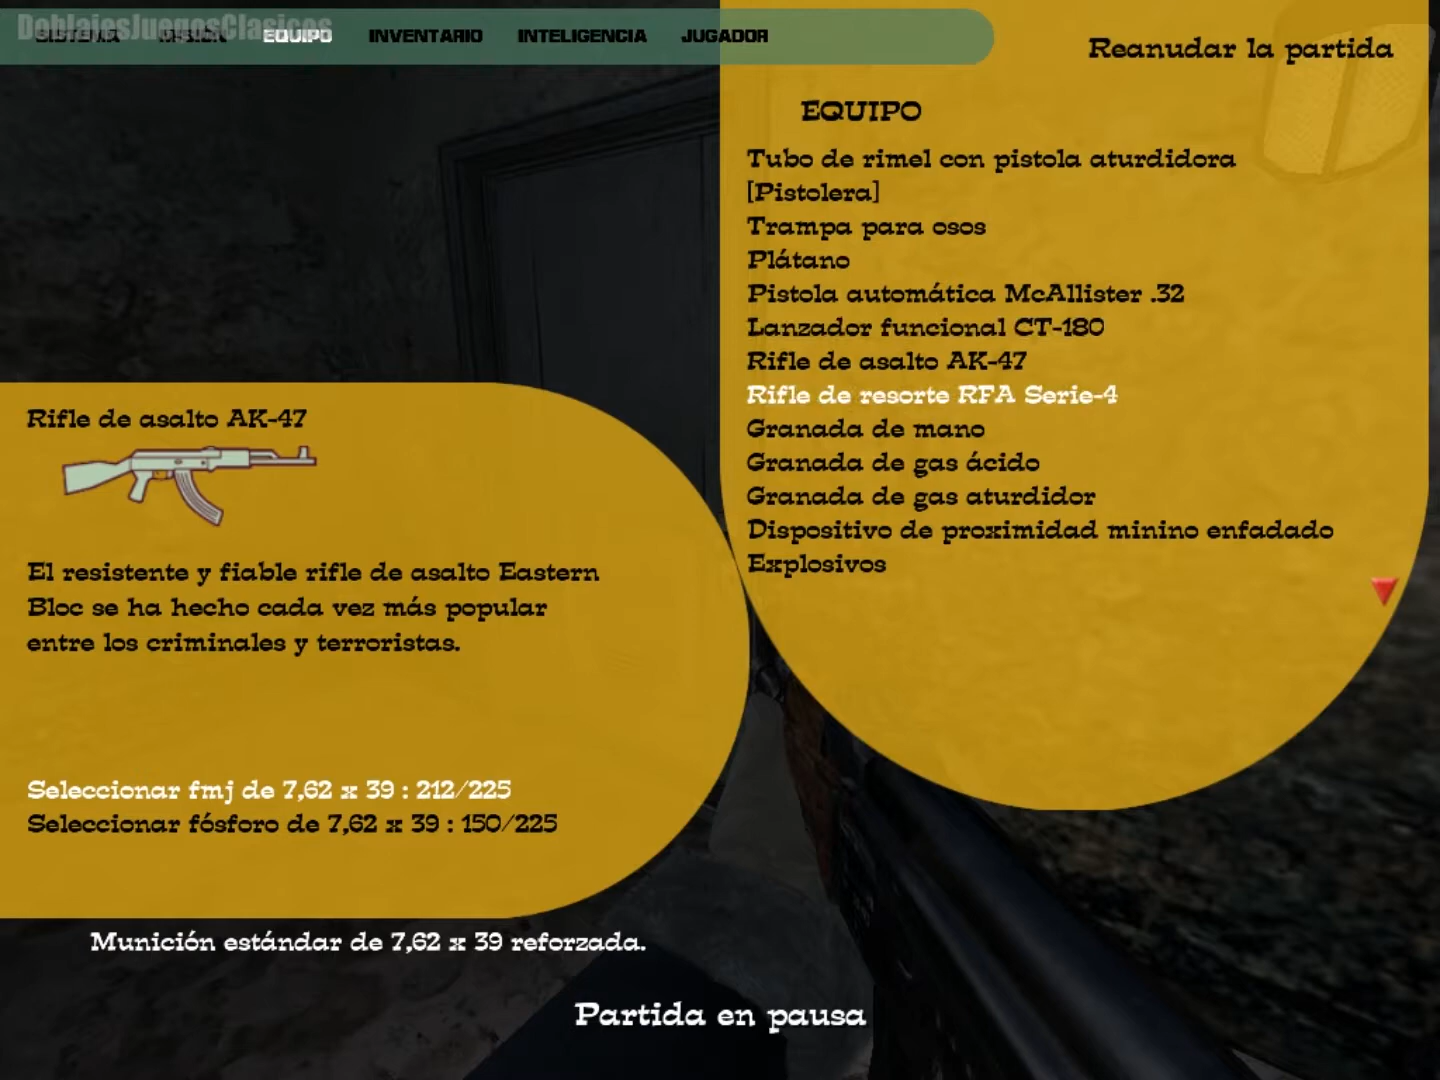 DoblajesJuegosClasicos
SISTEMA MISIÓN EQUIPO INVENTARIO INTELIGENCIA JUGADOR
Reanudar la partida
EQUIPO
Tubo de rimel con pistola aturdidora
[Pistolera]
Trampa para osos
Plátano
Pistola automática McAllister .32
Lanzador funcional CT-180
Rifle de asalto AK-47
Rifle de resorte RFA Serie-4
Granada de mano
Granada de gas ácido
Granada de gas aturdidor
Dispositivo de proximidad minino enfadado
Explosivos
Rifle de asalto AK-47
El resistente y fiable rifle de asalto Eastern
Bloc se ha hecho cada vez más popular
entre los criminales y terroristas.
Seleccionar fmj de 7,62 x 39 : 212/225
Seleccionar fósforo de 7,62 x 39 : 150/225
Munición estándar de 7,62 x 39 reforzada.
Partida en pausa